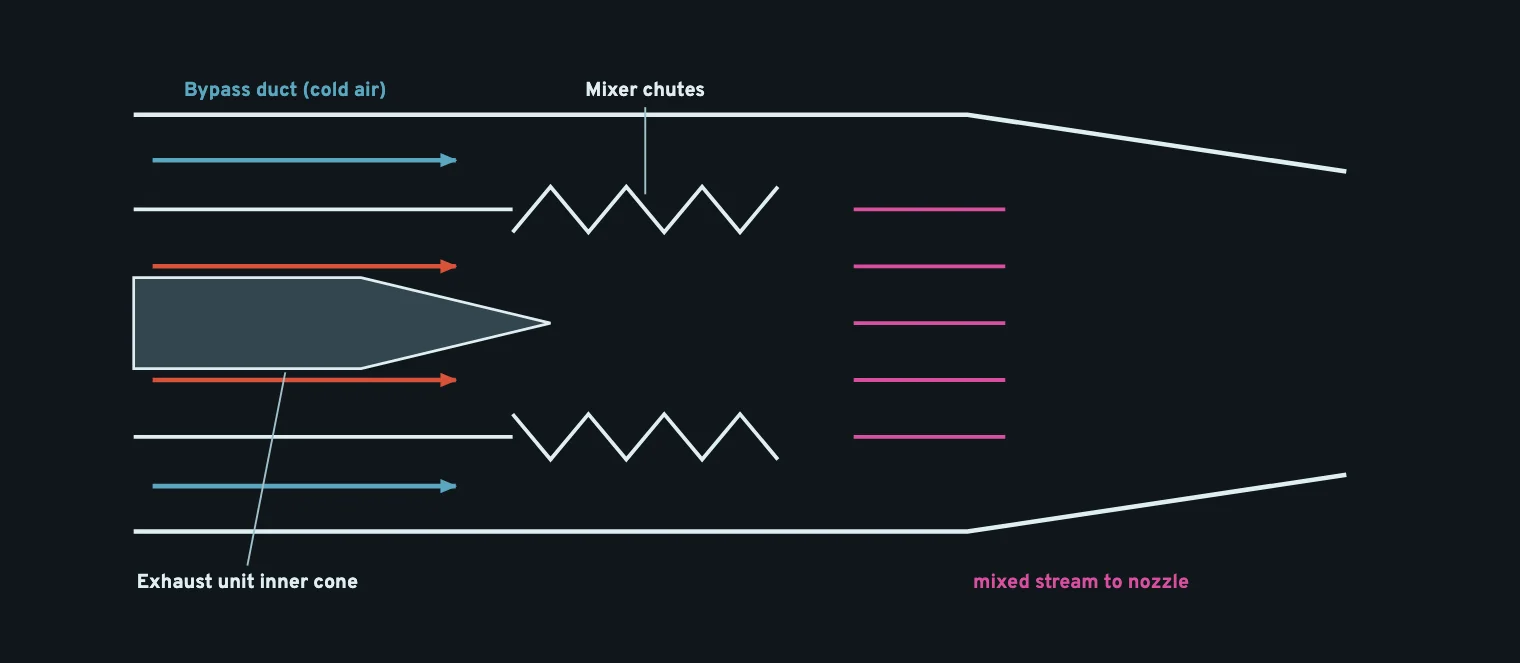 Bypass duct (cold air)
Mixer chutes
Exhaust unit inner cone
mixed stream to nozzle